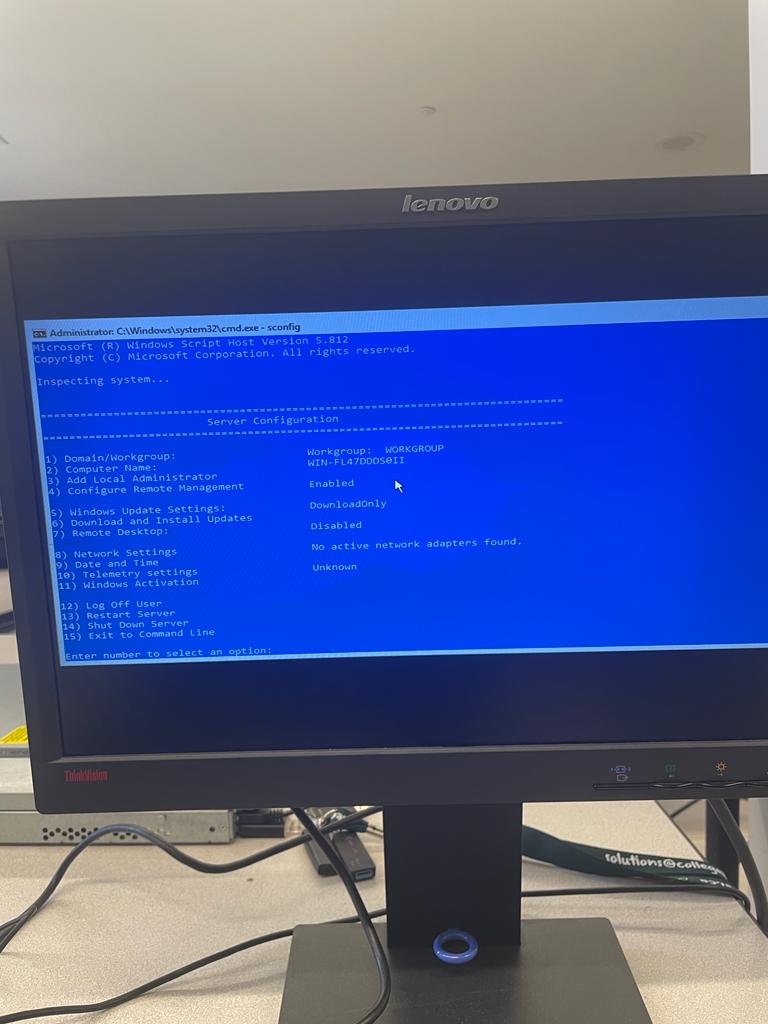 lenovo
Administrator: C:\Windows\system32\cmd.exe - sconfig
Microsoft (R) Windows Script Host Version 5.812
Copyright (C) Microsoft Corporation. All rights reserved.
Inspecting system...
===============================================================================
Server Configuration
===============================================================================
1) Domain/Workgroup: Workgroup: WORKGROUP
2) Computer Name: WIN-FL47DDDS0II
3) Add Local Administrator
4) Configure Remote Management Enabled
5) Windows Update Settings: DownloadOnly
6) Download and Install Updates
7) Remote Desktop: Disabled
8) Network Settings No active network adapters found.
9) Date and Time
10) Telemetry settings Unknown
11) Windows Activation
12) Log Off User
13) Restart Server
14) Shut Down Server
15) Exit to Command Line
Enter number to select an option:
ThinkVision
solutions@colleg